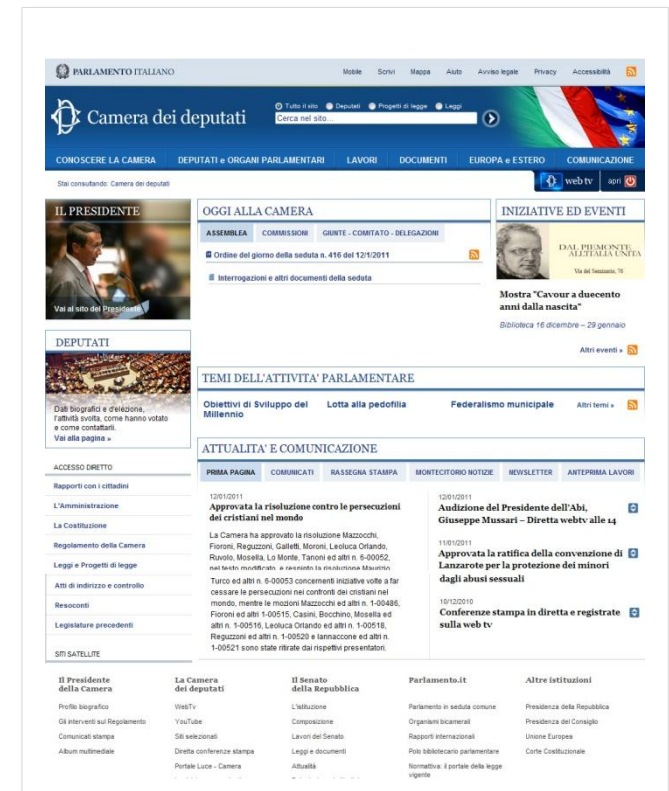 PARLAMENTO ITALIANO
Mobile Scrivi Mappa Aiuto Avviso legale Privacy Accessibilità
Camera dei deputati
Tutto il sito Deputati Progetti di legge Leggi
Cerca nel sito...
CONOSCERE LA CAMERA DEPUTATI e ORGANI PARLAMENTARI LAVORI DOCUMENTI EUROPA e ESTERO COMUNICAZIONE
Stai consultando: Camera dei deputati
web tv apri
IL PRESIDENTE
Vai al sito del Presidente
DEPUTATI
Dati biografici e d'elezione,
l'attività svolta, come hanno votato
e come contattarli.
Vai alla pagina »
ACCESSO DIRETTO
Rapporti con i cittadini
L'Amministrazione
La Costituzione
Regolamento della Camera
Leggi e Progetti di legge
Atti di indirizzo e controllo
Resoconti
Legislature precedenti
SITI SATELLITE
OGGI ALLA CAMERA
ASSEMBLEA COMMISSIONI GIUNTE - COMITATO - DELEGAZIONI
Ordine del giorno della seduta n. 416 del 12/1/2011
Interrogazioni e altri documenti della seduta
INIZIATIVE ED EVENTI
DAL PIEMONTE
ALL'ITALIA UNITA
Via del Seminario, 76
Mostra "Cavour a duecento
anni dalla nascita"
Biblioteca 16 dicembre – 29 gennaio
Altri eventi »
TEMI DELL'ATTIVITA' PARLAMENTARE
Obiettivi di Sviluppo del
Millennio
Lotta alla pedofilia
Federalismo municipale
Altri temi »
ATTUALITA' E COMUNICAZIONE
PRIMA PAGINA COMUNICATI RASSEGNA STAMPA MONTECITORIO NOTIZIE NEWSLETTER ANTEPRIMA LAVORI
12/01/2011
Approvata la risoluzione contro le persecuzioni
dei cristiani nel mondo
La Camera ha approvato la risoluzione Mazzocchi,
Fioroni, Reguzzoni, Galletti, Moroni, Leoluca Orlando,
Ruvolo, Mosella, Lo Monte, Tanoni ed altri n. 6-00052,
nel testo modificato, e respinto la risoluzione Maurizio
Turco ed altri n. 6-00053 concernenti iniziative volte a far
cessare le persecuzioni nei confronti dei cristiani nel
mondo, mentre le mozioni Mazzocchi ed altri n. 1-00486,
Fioroni ed altri n. 1-00515, Casini, Bocchino, Mosella ed
altri n. 1-00516, Leoluca Orlando ed altri n. 1-00518,
Reguzzoni ed altri n. 1-00520 e Iannaccone ed altri n.
1-00521 sono state ritirate dai rispettivi presentatori.
12/01/2011
Audizione del Presidente dell'Abi,
Giuseppe Mussari – Diretta webtv alle 14
11/01/2011
Approvata la ratifica della convenzione di
Lanzarote per la protezione dei minori
dagli abusi sessuali
10/12/2010
Conferenze stampa in diretta e registrate
sulla web tv
Il Presidente
della Camera
Profilo biografico
Gli interventi sul Regolamento
Comunicati stampa
Album multimediale
La Camera
dei deputati
WebTv
YouTube
Siti selezionati
Diretta conferenze stampa
Portale Luce - Camera
Il Senato
della Repubblica
L'istituzione
Composizione
Lavori del Senato
Leggi e documenti
Attualità
Parlamento.it
Parlamento in seduta comune
Organismi bicamerali
Rapporti internazionali
Polo bibliotecario parlamentare
Normattiva: il portale della legge
vigente
Altre istituzioni
Presidenza della Repubblica
Presidenza del Consiglio
Unione Europea
Corte Costituzionale